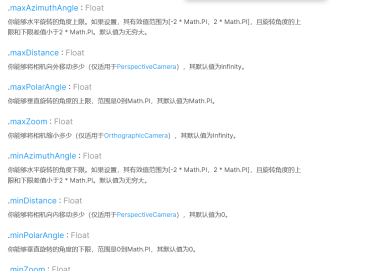 .maxAzimuthAngle : Float
你能够水平旋转的角度上限。如果设置，其有效值范围为[-2 * Math.PI，2 * Math.PI]，且旋转角度的上
限和下限差值小于2 * Math.PI。默认值为无穷大。
.maxDistance : Float
你能够将相机向外移动多少（仅适用于PerspectiveCamera），其默认值为Infinity。
.maxPolarAngle : Float
你能够垂直旋转的角度的上限，范围是0到Math.PI，其默认值为Math.PI。
.maxZoom : Float
你能够将相机缩小多少（仅适用于OrthographicCamera），其默认值为Infinity。
.minAzimuthAngle : Float
你能够水平旋转的角度下限。如果设置，其有效值范围为[-2 * Math.PI，2 * Math.PI]，且旋转角度的上
限和下限差值小于2 * Math.PI。默认值为无穷大。
.minDistance : Float
你能够将相机向内移动多少（仅适用于PerspectiveCamera），其默认值为0。
.minPolarAngle : Float
你能够垂直旋转的角度的下限，范围是0到Math.PI，其默认值为0。
.minZoom : Float